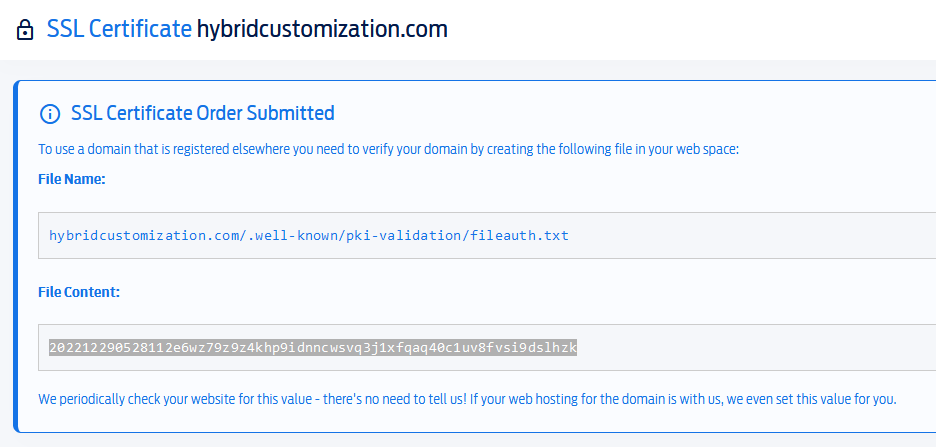 SSL Certificate hybridcustomization.com
SSL Certificate Order Submitted
To use a domain that is registered elsewhere you need to verify your domain by creating the following file in your web space:
File Name:
hybridcustomization.com/.well-known/pki-validation/fileauth.txt
File Content:
202212290528112e6wz79z9z4khp9idnncwsvq3j1xfqaq40c1uv8fvsi9dslhzk
We periodically check your website for this value - there's no need to tell us! If your web hosting for the domain is with us, we even set this value for you.